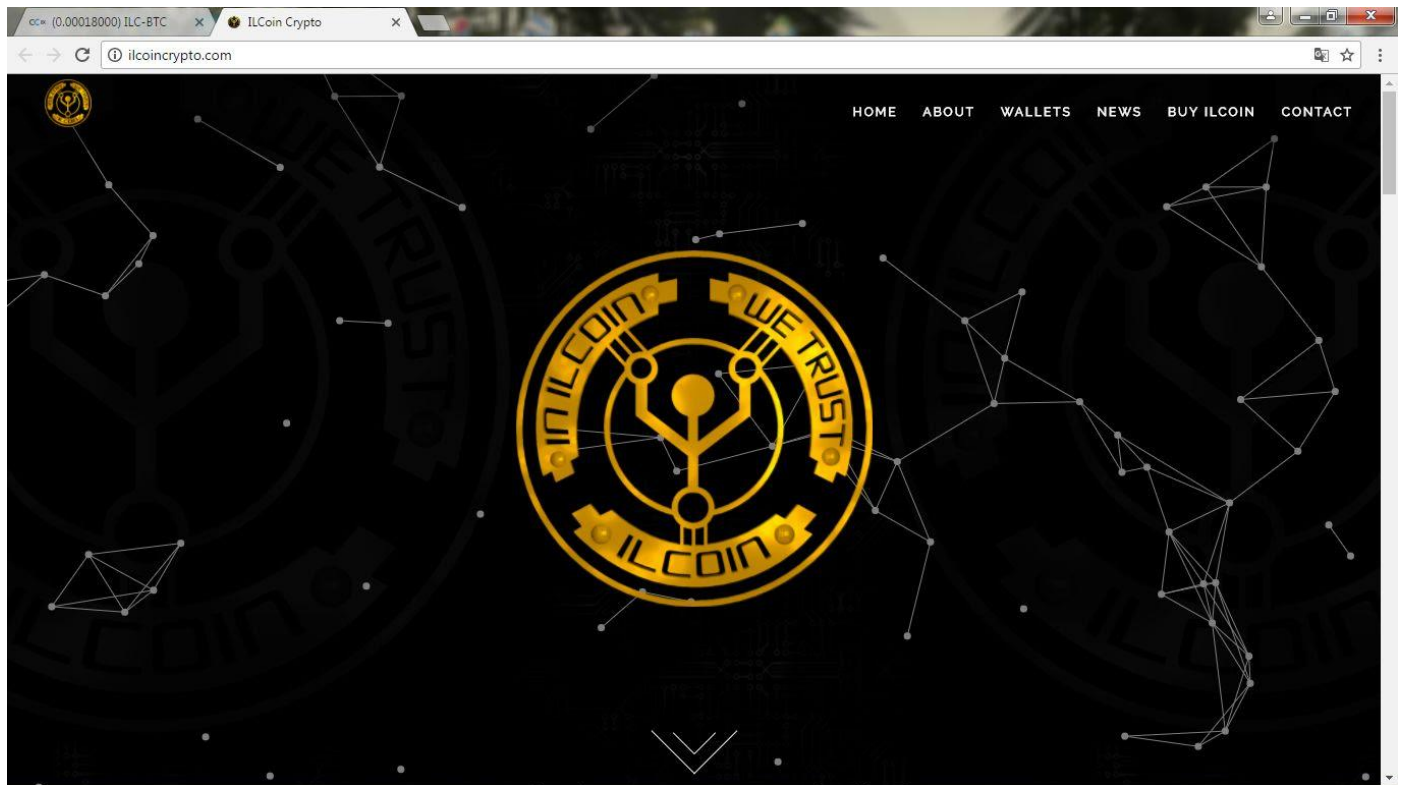 (0.00018000) ILC-BTC
ILCoin Crypto
ilcoincrypto.com
HOME ABOUT WALLETS NEWS BUY ILCOIN CONTACT
IN ILCOIN
WE TRUST
ILCOIN